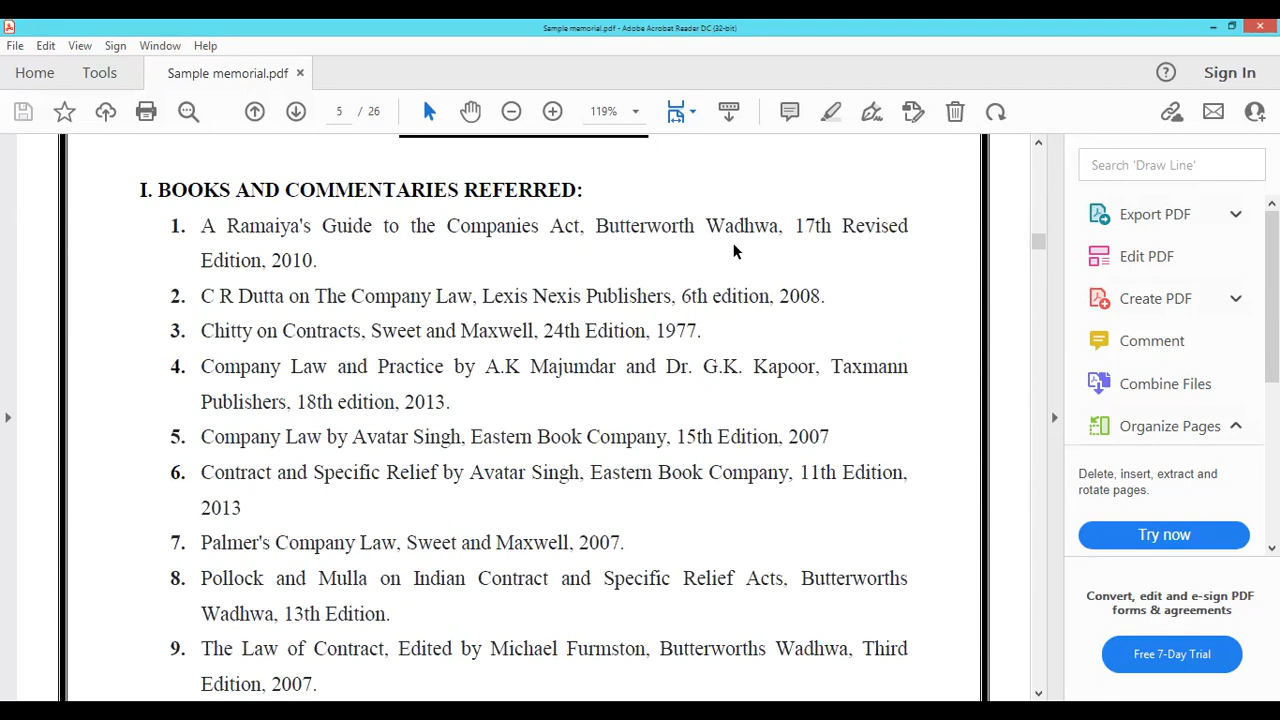 Sample memorial.pdf - Adobe Acrobat Reader DC (32-bit)
File Edit View Sign Window Help
Home Tools Sample memorial.pdf × Sign In
5 / 26 119%
I. BOOKS AND COMMENTARIES REFERRED:
1. A Ramaiya's Guide to the Companies Act, Butterworth Wadhwa, 17th Revised
Edition, 2010.
2. C R Dutta on The Company Law, Lexis Nexis Publishers, 6th edition, 2008.
3. Chitty on Contracts, Sweet and Maxwell, 24th Edition, 1977.
4. Company Law and Practice by A.K Majumdar and Dr. G.K. Kapoor, Taxmann
Publishers, 18th edition, 2013.
5. Company Law by Avatar Singh, Eastern Book Company, 15th Edition, 2007
6. Contract and Specific Relief by Avatar Singh, Eastern Book Company, 11th Edition,
2013
7. Palmer's Company Law, Sweet and Maxwell, 2007.
8. Pollock and Mulla on Indian Contract and Specific Relief Acts, Butterworths
Wadhwa, 13th Edition.
9. The Law of Contract, Edited by Michael Furmston, Butterworths Wadhwa, Third
Edition, 2007.
Search 'Draw Line'
Export PDF
Edit PDF
Create PDF
Comment
Combine Files
Organize Pages
Delete, insert, extract and
rotate pages.
Try now
Convert, edit and e-sign PDF
forms & agreements
Free 7-Day Trial